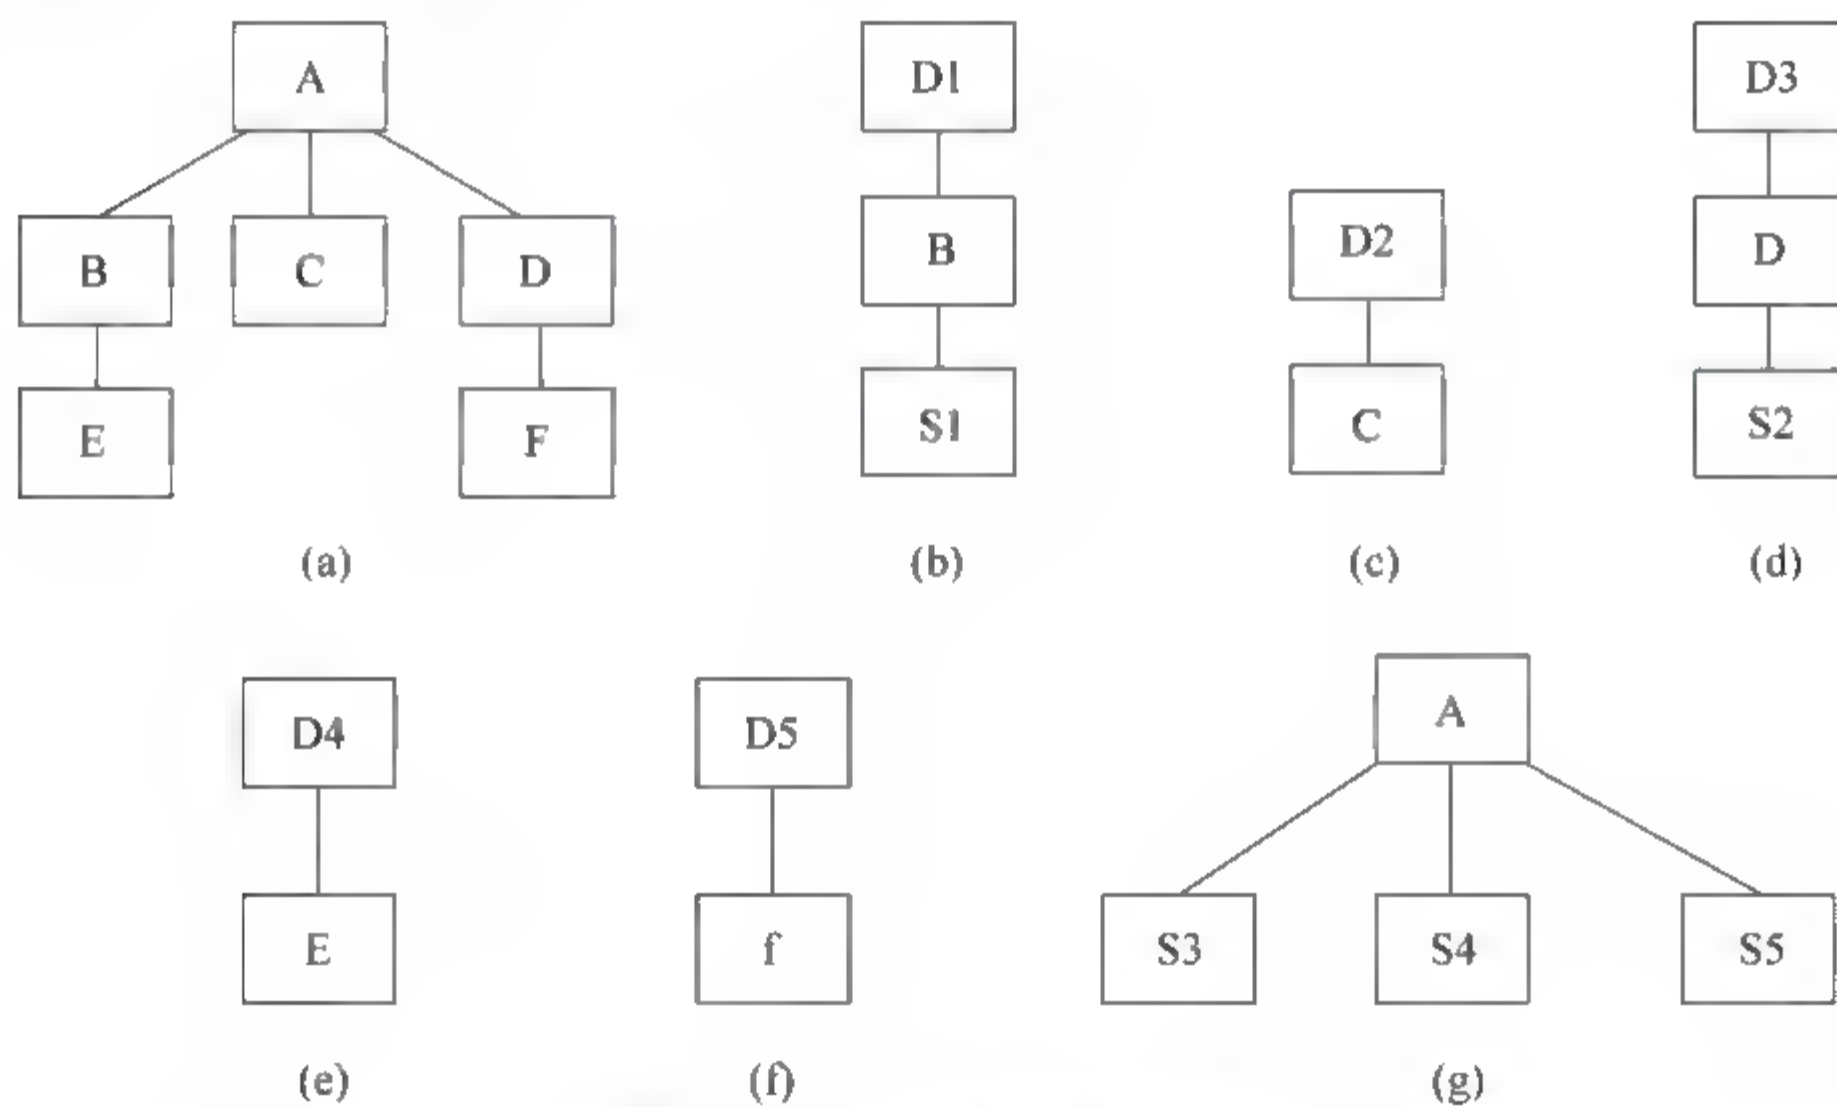 A D1 D3
B D2
B C D D
E F S1 C S2
(a) (b) (c) (d)
D4 D5 A
E f S3 S4 S5
(e) (f) (g)